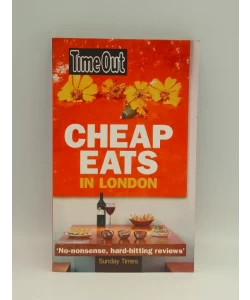 Time Out
CHEAP
EATS
IN LONDON
'No-nonsense, hard-hitting reviews'
Sunday Times